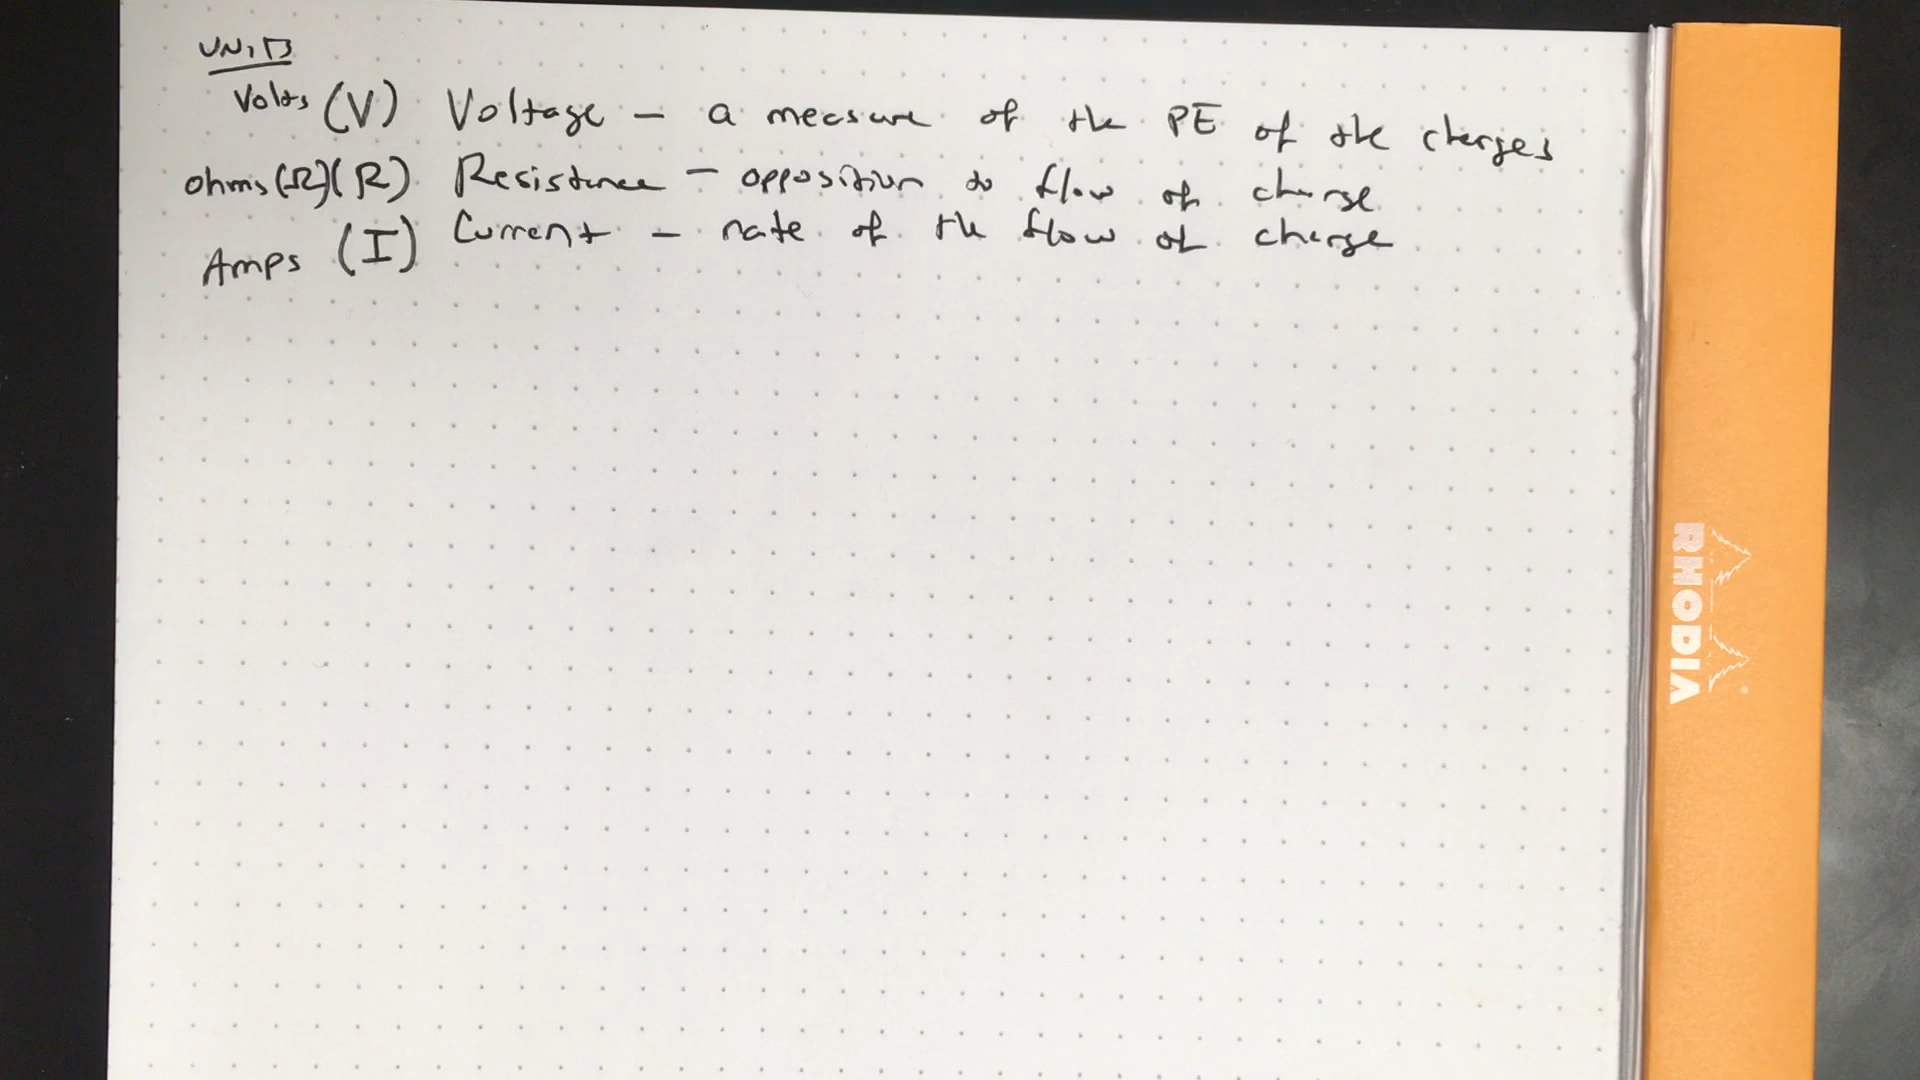 UNITS
Volts (V) Voltage – a measure of the PE of the charges
ohms (Ω) (R) Resistance – opposition to flow of charge
Amps (I) Current – rate of the flow of charge
RHODIA